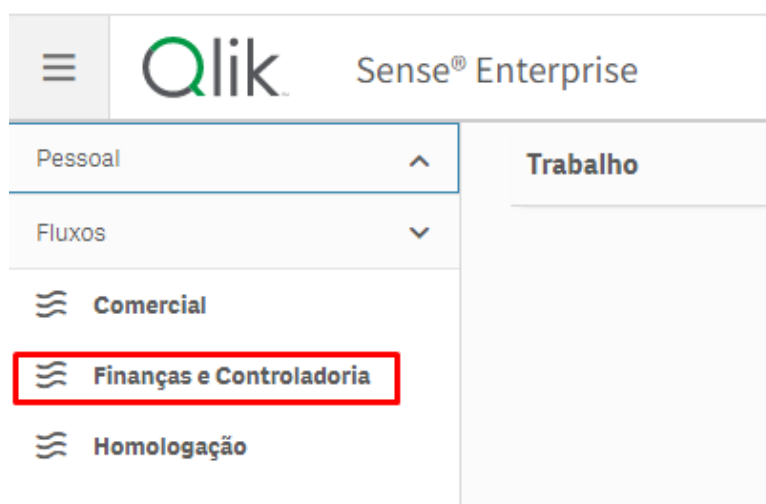 Qlik Sense® Enterprise
Pessoal
Trabalho
Fluxos
Comercial
Finanças e Controladoria
Homologação